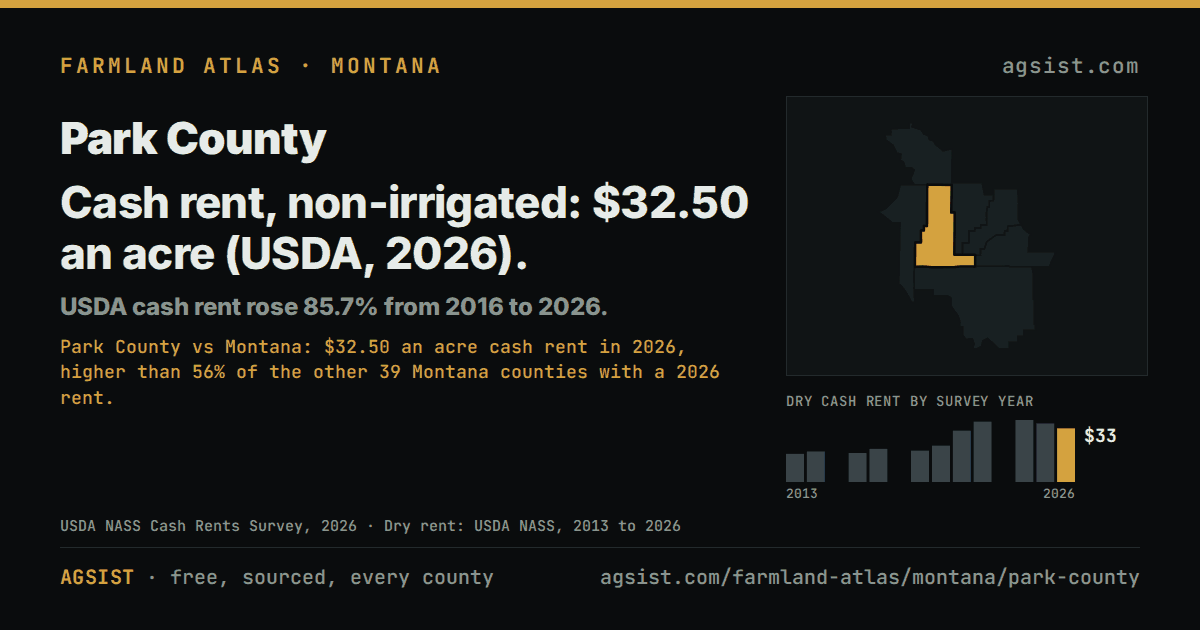 FARMLAND ATLAS · MONTANA
agsist.com
Park County
Cash rent, non-irrigated: $32.50
an acre (USDA, 2026).
USDA cash rent rose 85.7% from 2016 to 2026.
Park County vs Montana: $32.50 an acre cash rent in 2026,
higher than 56% of the other 39 Montana counties with a 2026
rent.
DRY CASH RENT BY SURVEY YEAR
$33
2013
2026
USDA NASS Cash Rents Survey, 2026 · Dry rent: USDA NASS, 2013 to 2026
AGSIST · free, sourced, every county
agsist.com/farmland-atlas/montana/park-county